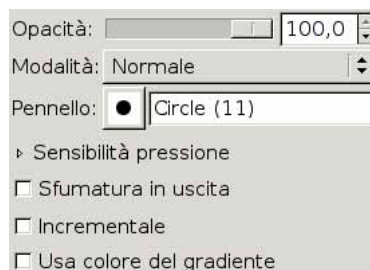 Opacità: 100,0
Modalità: Normale
Pennello: Circle (11)
Sensibilità pressione
Sfumatura in uscita
Incrementale
Usa colore del gradiente